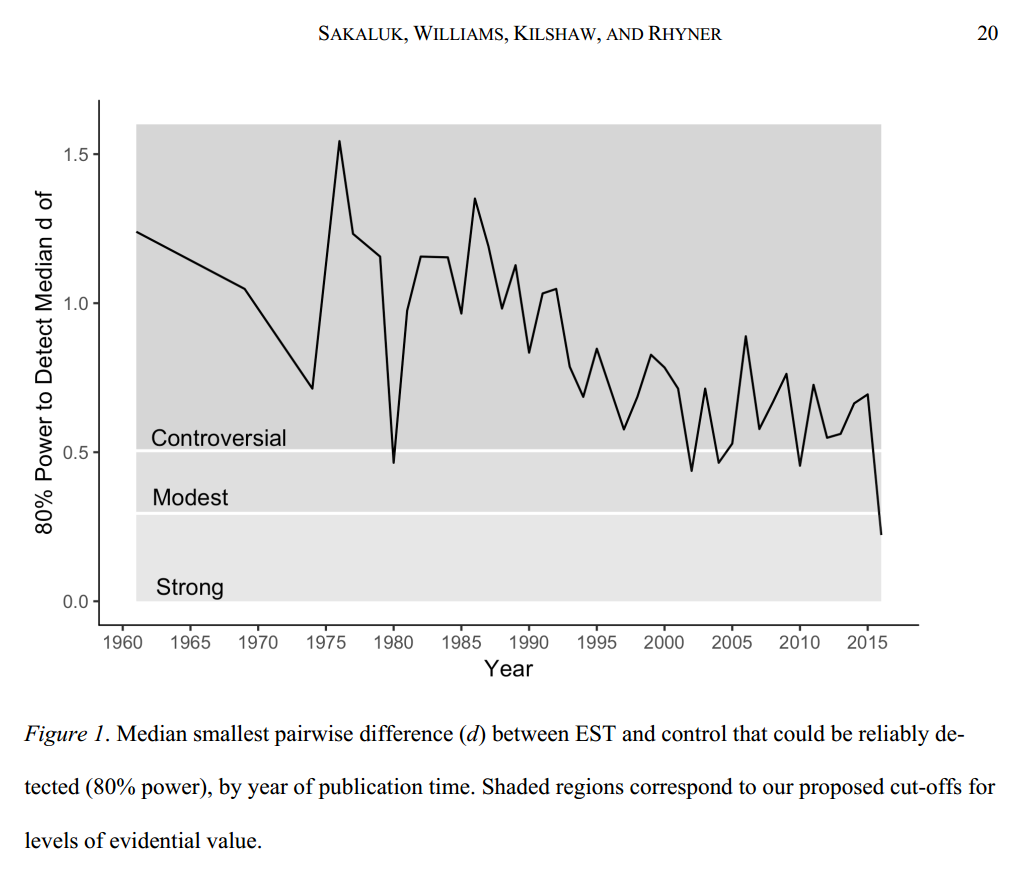 SAKALUK, WILLIAMS, KILSHAW, AND RHYNER 20
80% Power to Detect Median d of
1.5
1.0
0.5
0.0
Controversial
Modest
Strong
1960 1965 1970 1975 1980 1985 1990 1995 2000 2005 2010 2015
Year
Figure 1. Median smallest pairwise difference (d) between EST and control that could be reliably de-
tected (80% power), by year of publication time. Shaded regions correspond to our proposed cut-offs for
levels of evidential value.